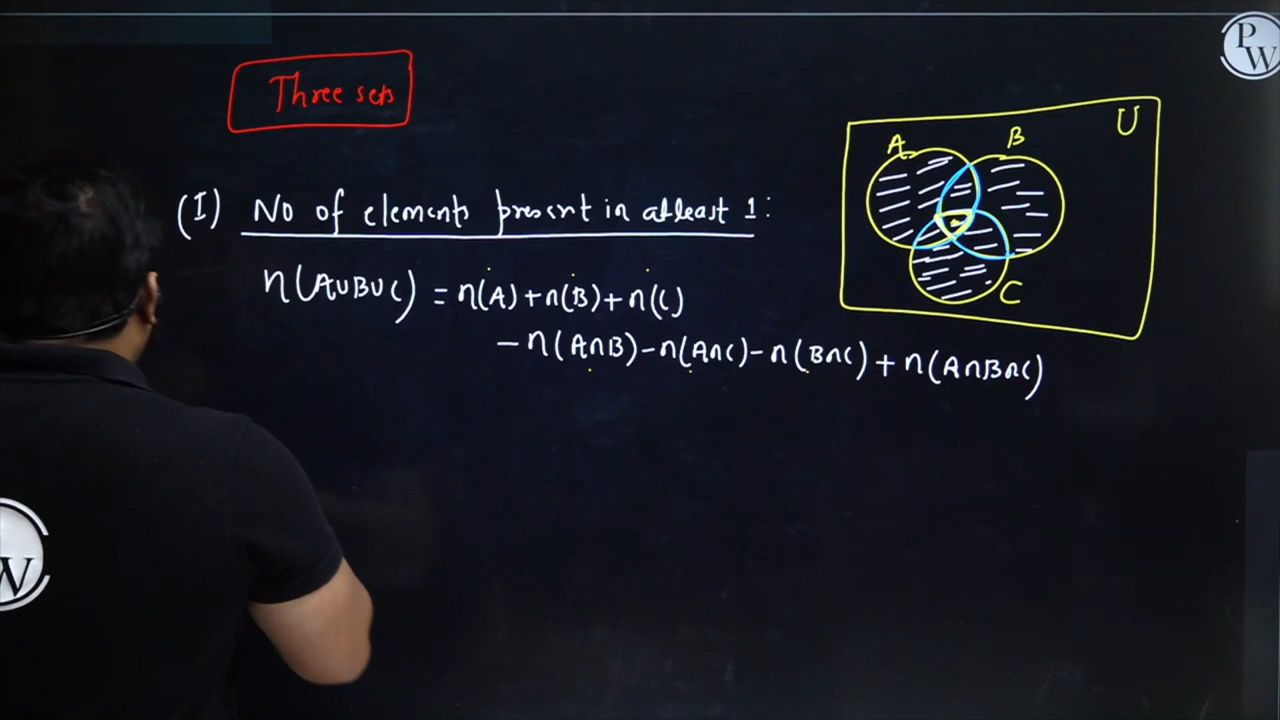 PW
Three sets
U
A B
(I) No of elements present in atleast 1:
n(A∪B∪C) = n(A)+n(B)+n(C)
C
-n(A∩B)-n(A∩C)-n(B∩C)+n(A∩B∩C)
W